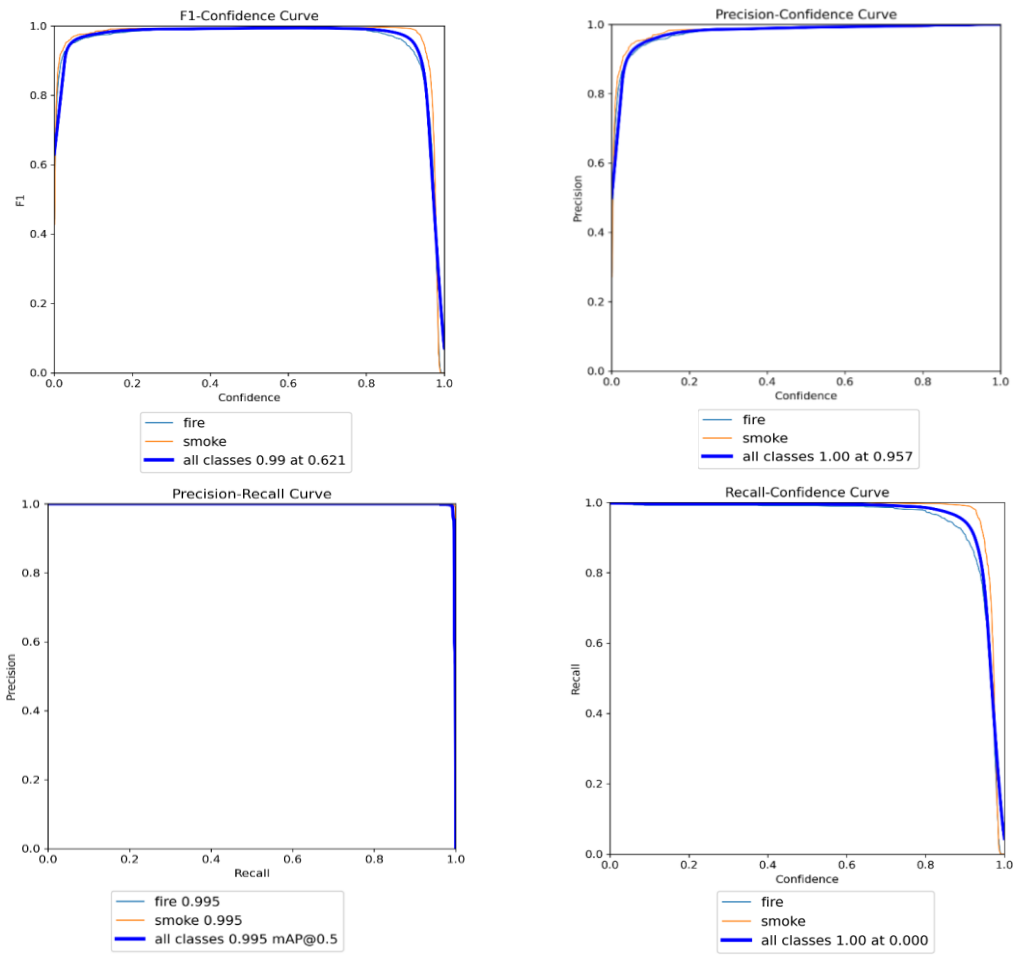 F1-Confidence Curve
1.0
0.8
0.6
0.4
0.2
0.0
F1
0.0 0.2 0.4 0.6 0.8 1.0
Confidence
fire
smoke
all classes 0.99 at 0.621
Precision-Confidence Curve
1.0
0.8
0.6
0.4
0.2
0.0
Precision
0.0 0.2 0.4 0.6 0.8 1.0
Confidence
fire
smoke
all classes 1.00 at 0.957
Precision-Recall Curve
1.0
0.8
0.6
0.4
0.2
0.0
Precision
0.0 0.2 0.4 0.6 0.8 1.0
Recall
fire 0.995
smoke 0.995
all classes 0.995 mAP@0.5
Recall-Confidence Curve
1.0
0.8
0.6
0.4
0.2
0.0
Recall
0.0 0.2 0.4 0.6 0.8 1.0
Confidence
fire
smoke
all classes 1.00 at 0.000